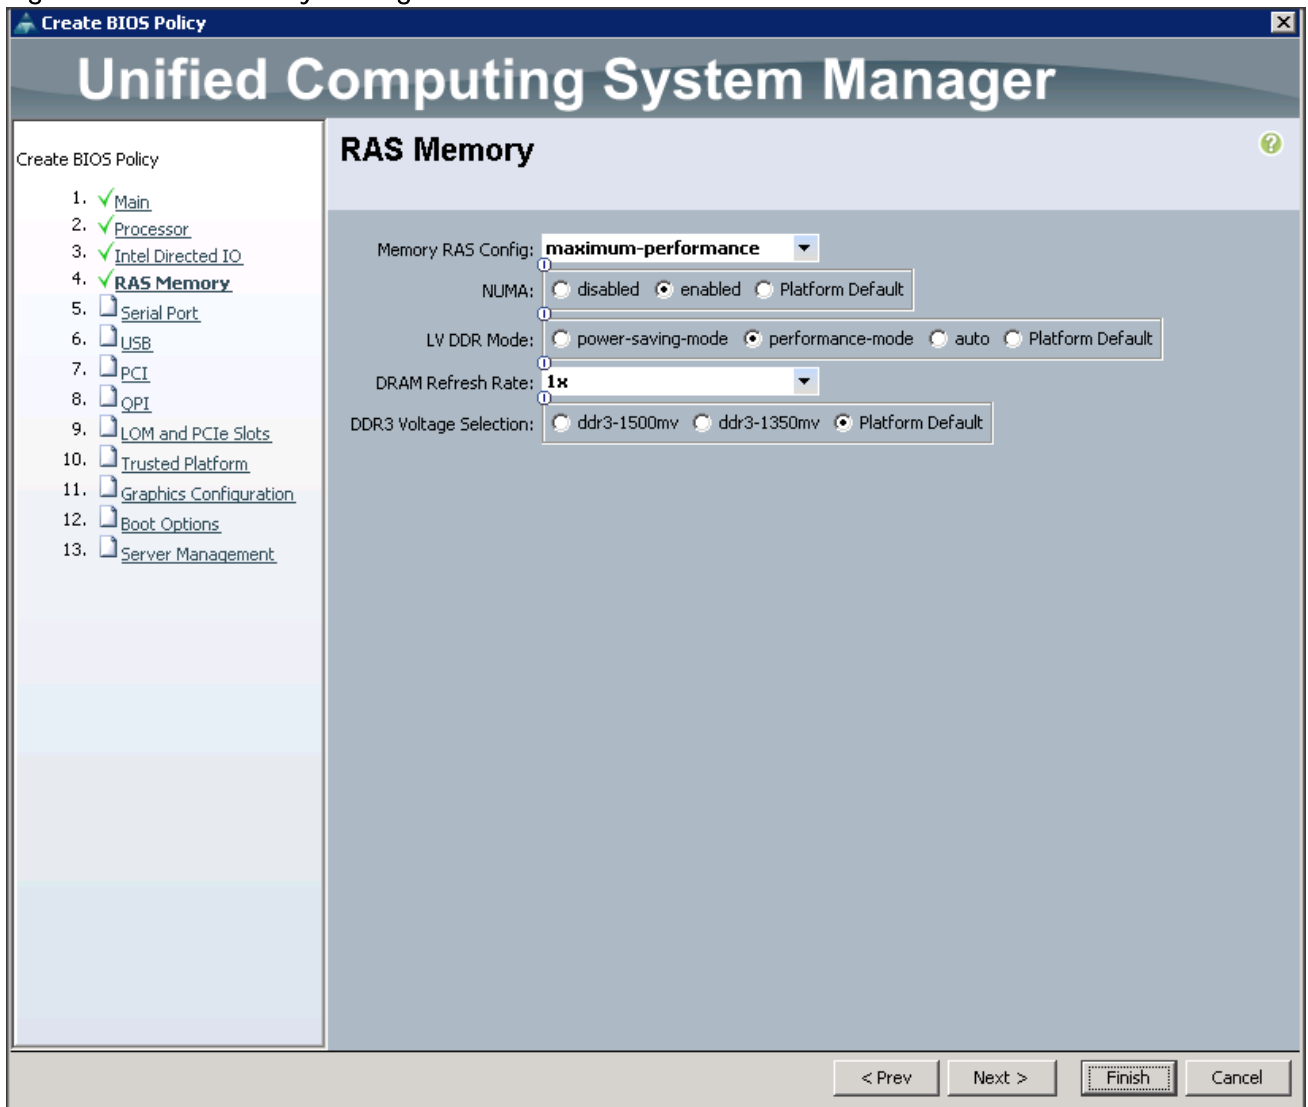 Create BIOS Policy
Unified Computing System Manager
Create BIOS Policy
1. Main
2. Processor
3. Intel Directed IO
4. RAS Memory
5. Serial Port
6. USB
7. PCI
8. QPI
9. LOM and PCIe Slots
10. Trusted Platform
11. Graphics Configuration
12. Boot Options
13. Server Management
RAS Memory
Memory RAS Config: maximum-performance
NUMA: disabled enabled Platform Default
LV DDR Mode: power-saving-mode performance-mode auto Platform Default
DRAM Refresh Rate: 1x
DDR3 Voltage Selection: ddr3-1500mv ddr3-1350mv Platform Default
< Prev Next > Finish Cancel